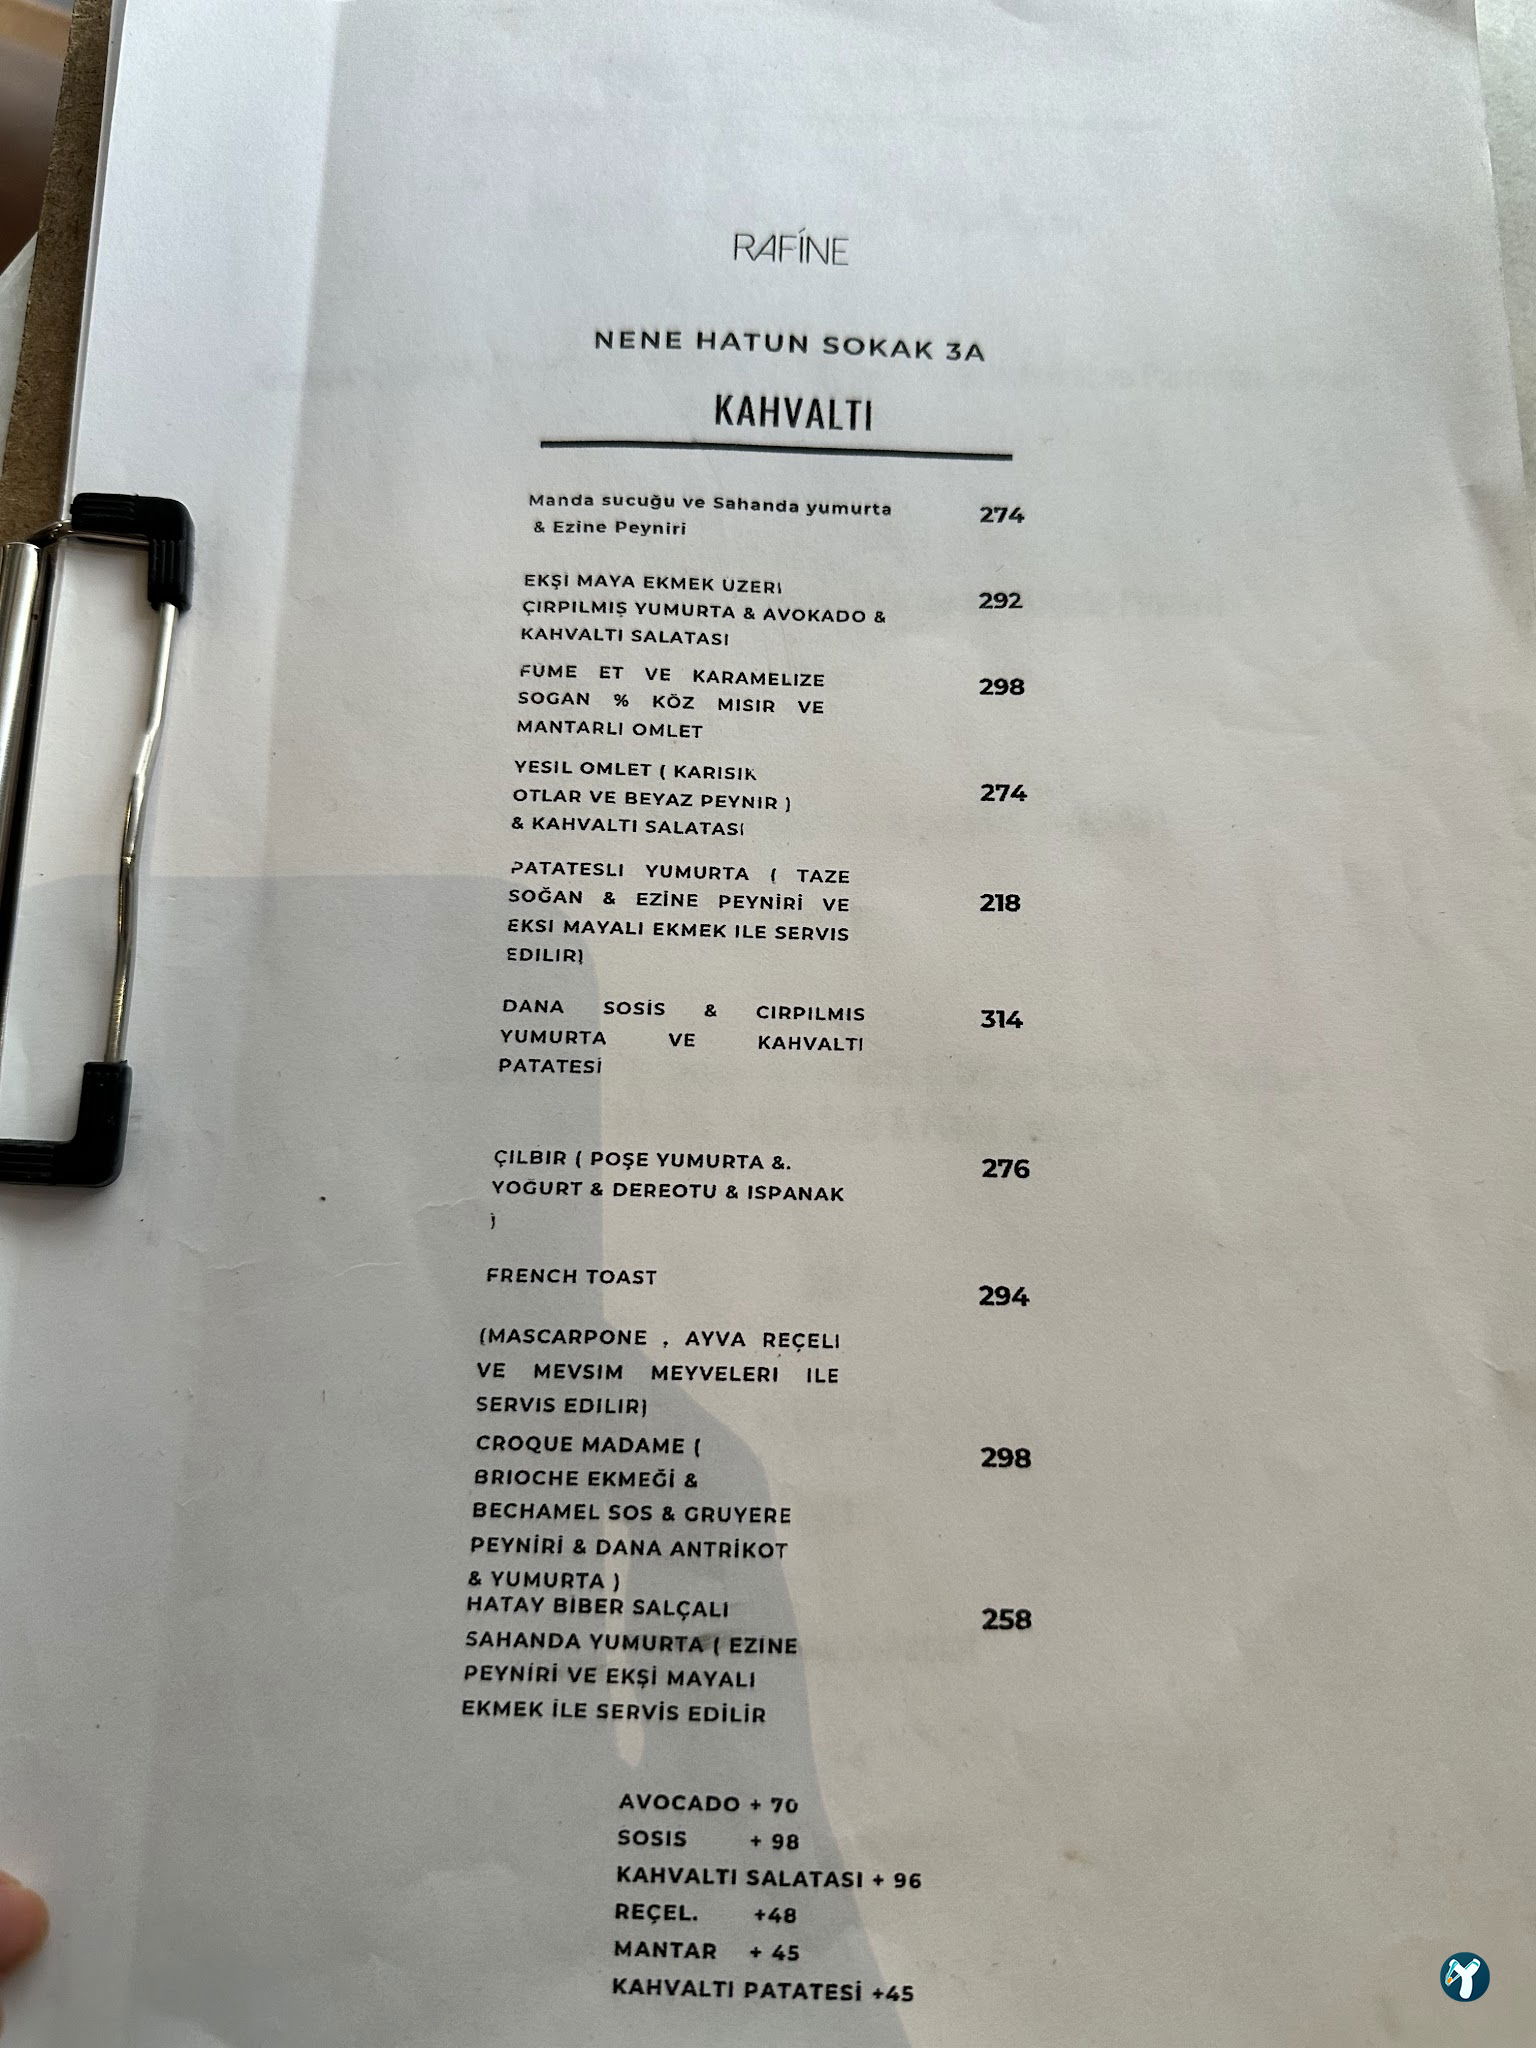 RAFİNE
NENE HATUN SOKAK 3A
KAHVALTI
Manda sucuğu ve Sahanda yumurta 274
& Ezine Peyniri
EKŞI MAYA EKMEK UZERI
ÇIRPILMIŞ YUMURTA & AVOKADO & 292
KAHVALTI SALATASI
FUME ET VE KARAMELIZE 298
SOGAN % KÖZ MISIR VE
MANTARLI OMLET
YESIL OMLET ( KARISIK
OTLAR VE BEYAZ PEYNIR ) 274
& KAHVALTI SALATASI
PATATESLI YUMURTA ( TAZE
SOĞAN & EZİNE PEYNİRİ VE 218
EKSI MAYALI EKMEK ILE SERVIS
EDILIR)
DANA SOSİS & CIRPILMIS 314
YUMURTA VE KAHVALTI
PATATESİ
ÇILBIR ( POŞE YUMURTA &. 276
YOĞURT & DEREOTU & ISPANAK
)
FRENCH TOAST 294
(MASCARPONE , AYVA REÇELI
VE MEVSIM MEYVELERI ILE
SERVIS EDILIR)
CROQUE MADAME ( 298
BRIOCHE EKMEĞİ &
BECHAMEL SOS & GRUYERE
PEYNİRİ & DANA ANTRİKOT
& YUMURTA )
HATAY BİBER SALÇALI 258
SAHANDA YUMURTA ( EZINE
PEYNİRİ VE EKŞİ MAYALI
EKMEK İLE SERVİS EDİLİR
AVOCADO + 70
SOSIS + 98
KAHVALTI SALATASI + 96
REÇEL. +48
MANTAR + 45
KAHVALTI PATATESİ +45